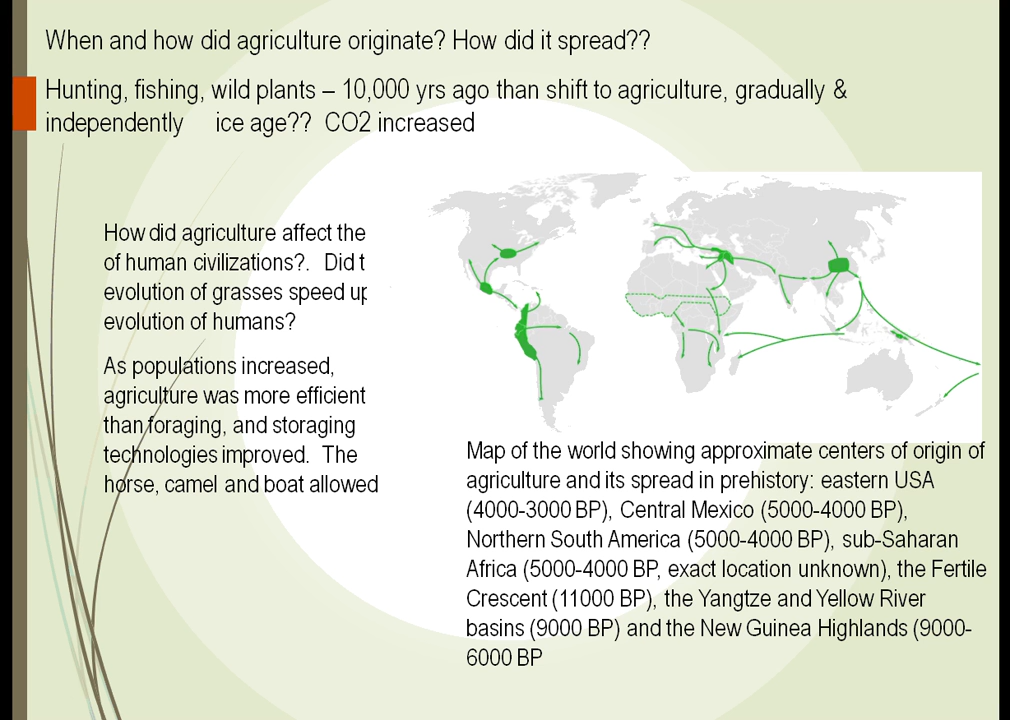 When and how did agriculture originate? How did it spread??
Hunting, fishing, wild plants – 10,000 yrs ago than shift to agriculture, gradually &
independently ice age?? CO2 increased
How did agriculture affect the
of human civilizations?. Did t
evolution of grasses speed up
evolution of humans?
As populations increased,
agriculture was more efficient
than foraging, and storaging
technologies improved. The
horse, camel and boat allowed
Map of the world showing approximate centers of origin of
agriculture and its spread in prehistory: eastern USA
(4000-3000 BP), Central Mexico (5000-4000 BP),
Northern South America (5000-4000 BP), sub-Saharan
Africa (5000-4000 BP, exact location unknown), the Fertile
Crescent (11000 BP), the Yangtze and Yellow River
basins (9000 BP) and the New Guinea Highlands (9000-
6000 BP